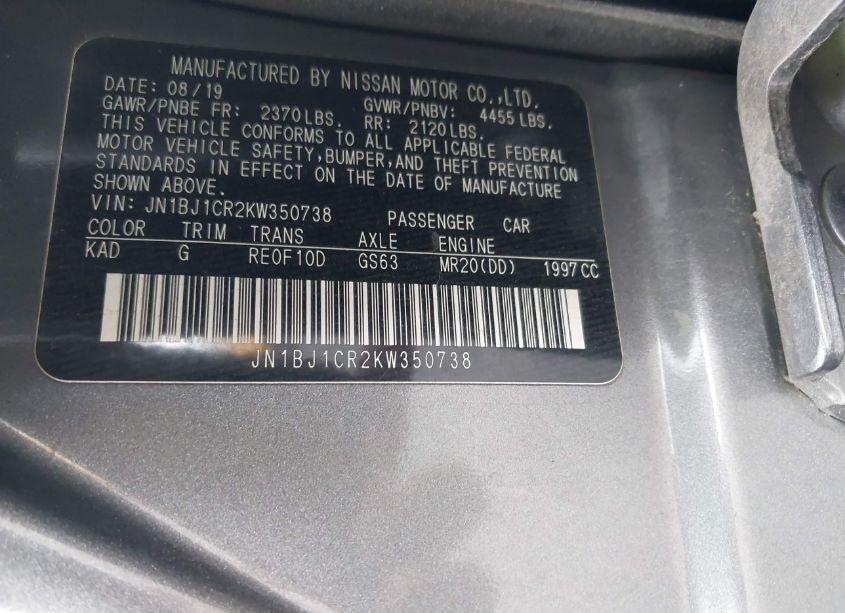 MANUFACTURED BY NISSAN MOTOR CO.,LTD.
DATE: 08/19
GAWR/PNBE FR: 2370LBS. GVWR/PNBV: 4455LBS.
RR: 2120LBS.
THIS VEHICLE CONFORMS TO ALL APPLICABLE FEDERAL
MOTOR VEHICLE SAFETY,BUMPER,AND THEFT PREVENTION
STANDARDS IN EFFECT ON THE DATE OF MANUFACTURE
SHOWN ABOVE.
VIN: JN1BJ1CR2KW350738 PASSENGER CAR
COLOR TRIM TRANS AXLE ENGINE
KAD G RE0F10D GS63 MR20(DD) 1997CC
JN1BJ1CR2KW350738